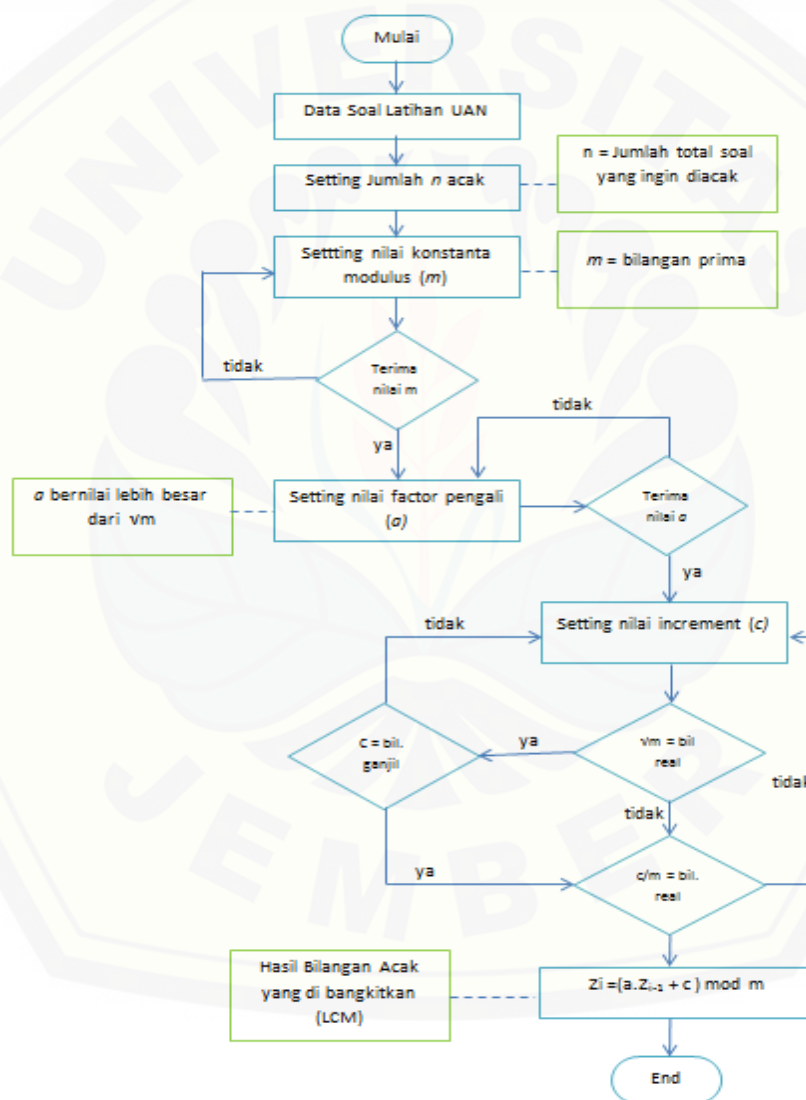 UNIVERSITAS
JEMBER
Mulai
Data Soal Latihan UAN
Setting Jumlah n acak
n = Jumlah total soal
yang ingin diacak
Settting nilai konstanta
modulus (m)
m = bilangan prima
tidak
Terima
nilai m
ya
tidak
a bernilai lebih besar
dari √m
Setting nilai factor pengali
(a)
Terima
nilai a
ya
Setting nilai increment (c)
tidak
C = bil.
ganjil
ya
√m = bil
real
tidak
tidak
ya
c/m = bil.
real
Hasil Bilangan Acak
yang di bangkitkan
(LCM)
Zi =(a.Zᵢ₋₁ + c ) mod m
End